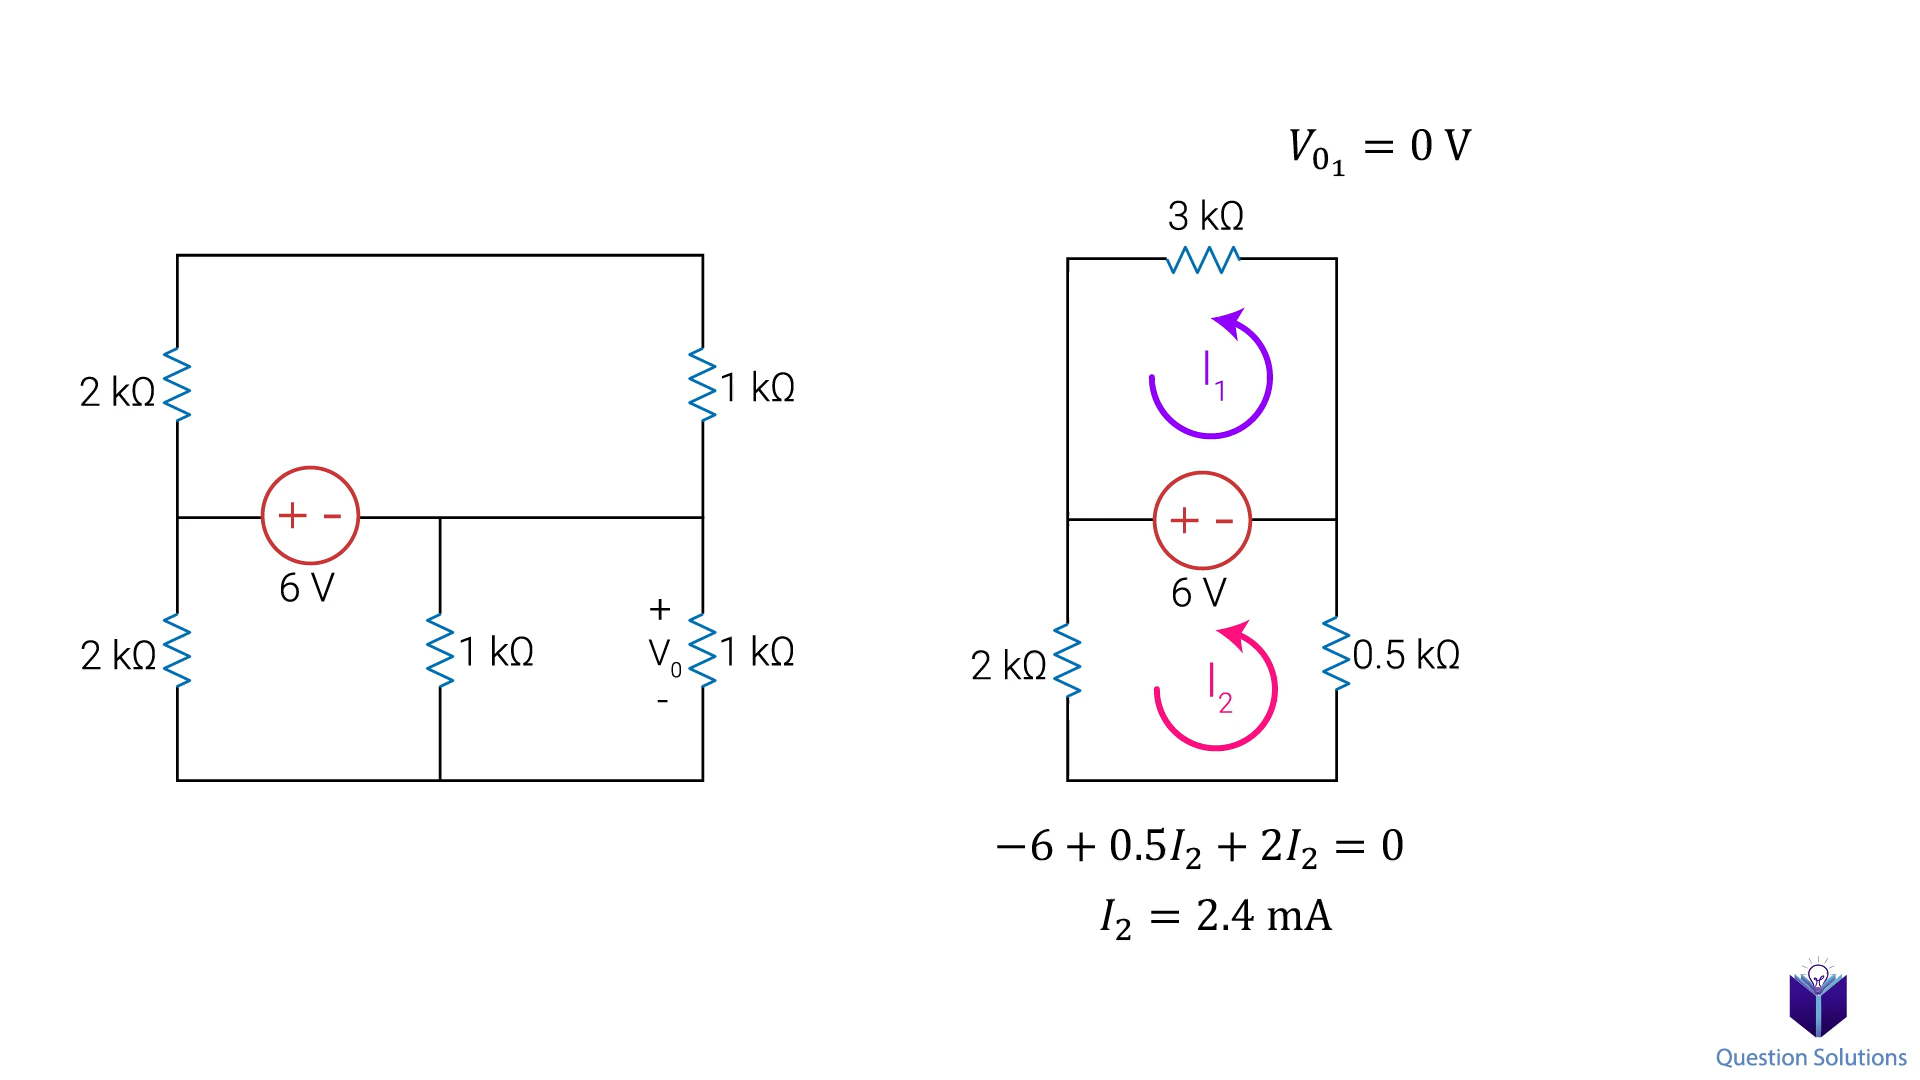 V₀₁ = 0 V
3 kΩ
2 kΩ
1 kΩ
I₁
+ -
6 V
+ -
6 V
2 kΩ
1 kΩ
+
V₀
-
1 kΩ
2 kΩ
I₂
0.5 kΩ
−6 + 0.5I₂ + 2I₂ = 0
I₂ = 2.4 mA
Question Solutions